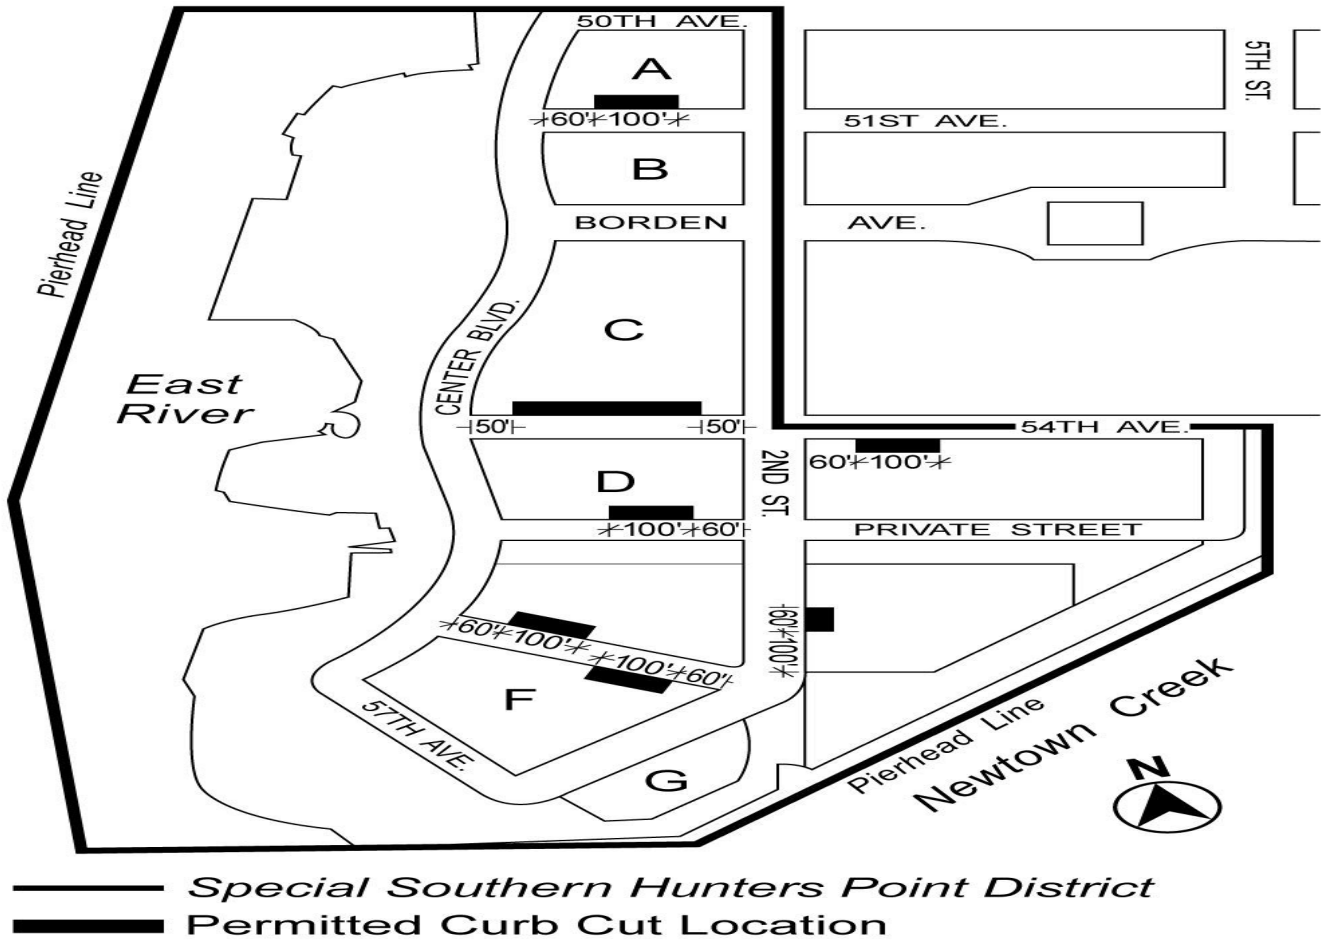 50TH AVE.
A
5TH ST.
60' 100'
51ST AVE.
B
Pierhead Line
BORDEN AVE.
C
CENTER BLVD.
East
River
50' 50'
54TH AVE.
2ND ST.
60' 100'
D
100' 60'
PRIVATE STREET
60' 100'
60' 100'
100' 60'
F
57TH AVE.
G
Pierhead Line
Newtown Creek
N
Special Southern Hunters Point District
Permitted Curb Cut Location